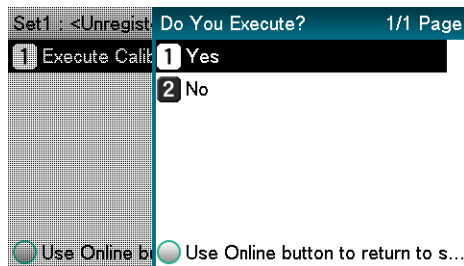 Set1 : <Unregist
1 Execute Calib
Use Online b
Do You Execute? 1/1 Page
1 Yes
2 No
Use Online button to return to s...